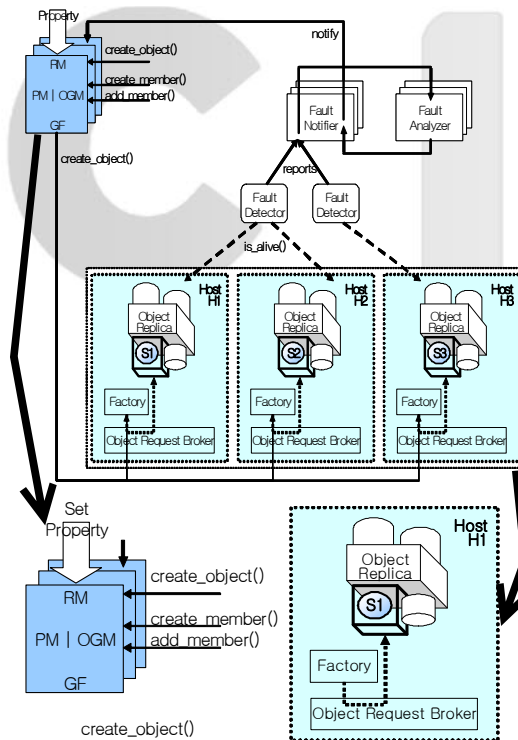 Property
RM
PM | OGM
GF
create_object()
create_member()
add_member()
create_object()
notify
Fault
Notifier
Fault
Analyzer
reports
Fault
Detector
Fault
Detector
is_alive()
Host
H1
Object
Replica
S1
Factory
Object Request Broker
Host
H2
Object
Replica
S2
Factory
Object Request Broker
Host
H3
Object
Replica
S3
Factory
Object Request Broker
Set
Property
RM
PM | OGM
GF
create_object()
create_member()
add_member()
create_object()
Host
H1
Object
Replica
S1
Factory
Object Request Broker